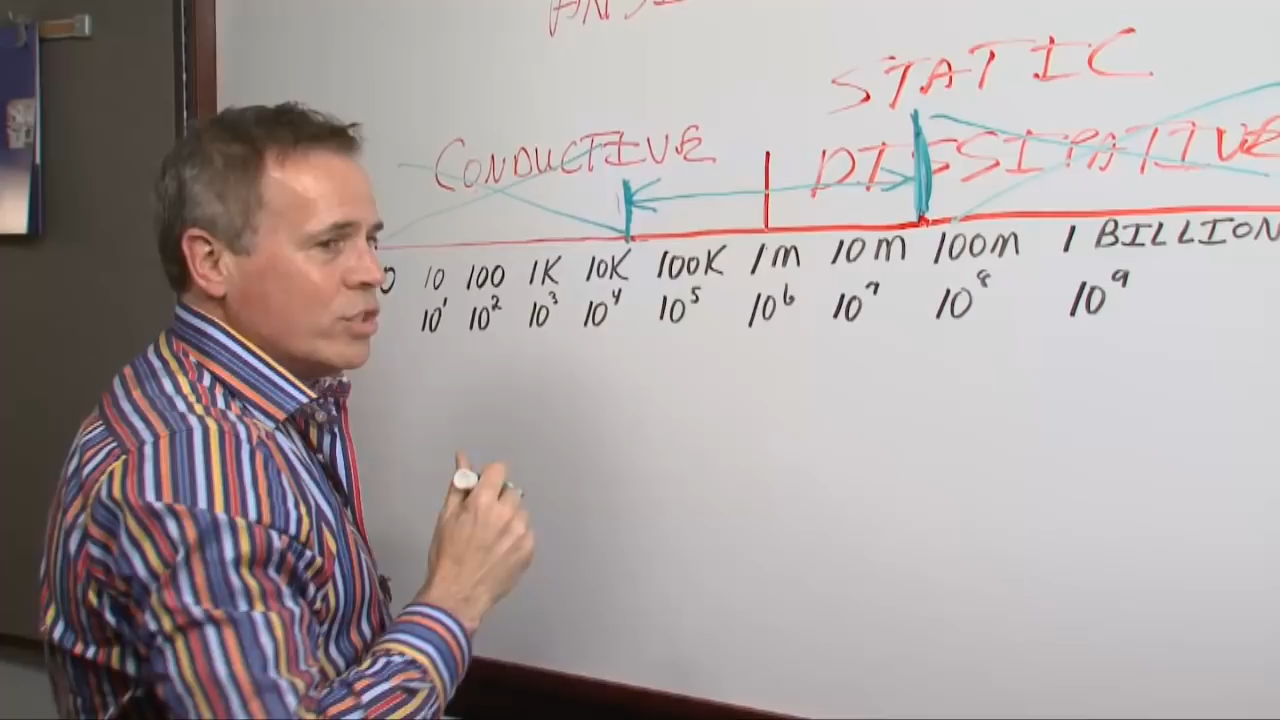 STATIC
CONDUCTIVE DISSIPATIVE
0 10 100 1K 10K 100K 1M 10M 100M 1 BILLION
10¹ 10² 10³ 10⁴ 10⁵ 10⁶ 10⁷ 10⁸ 10⁹